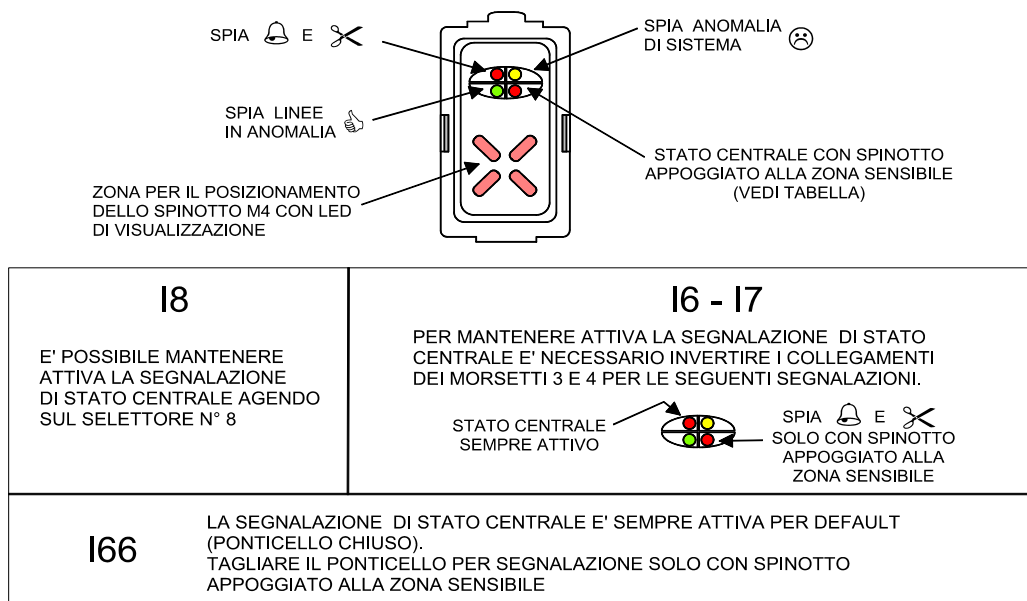 SPIA E
SPIA ANOMALIA
DI SISTEMA
SPIA LINEE
IN ANOMALIA
STATO CENTRALE CON SPINOTTO
APPOGGIATO ALLA ZONA SENSIBILE
(VEDI TABELLA)
ZONA PER IL POSIZIONAMENTO
DELLO SPINOTTO M4 CON LED
DI VISUALIZZAZIONE
I8
E' POSSIBILE MANTENERE
ATTIVA LA SEGNALAZIONE
DI STATO CENTRALE AGENDO
SUL SELETTORE N° 8
I6 - I7
PER MANTENERE ATTIVA LA SEGNALAZIONE DI STATO
CENTRALE E' NECESSARIO INVERTIRE I COLLEGAMENTI
DEI MORSETTI 3 E 4 PER LE SEGUENTI SEGNALAZIONI.
STATO CENTRALE
SEMPRE ATTIVO
SPIA E
SOLO CON SPINOTTO
APPOGGIATO ALLA
ZONA SENSIBILE
I66
LA SEGNALAZIONE DI STATO CENTRALE E' SEMPRE ATTIVA PER DEFAULT
(PONTICELLO CHIUSO).
TAGLIARE IL PONTICELLO PER SEGNALAZIONE SOLO CON SPINOTTO
APPOGGIATO ALLA ZONA SENSIBILE